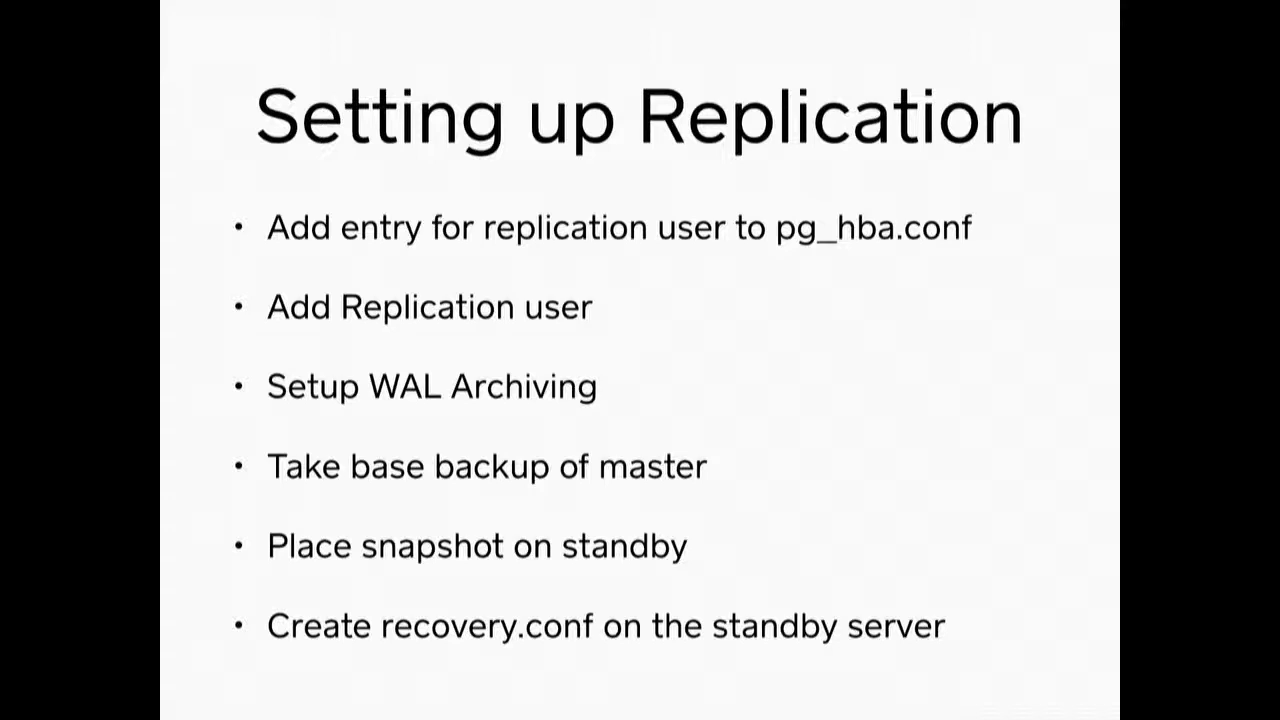 Setting up Replication
• Add entry for replication user to pg_hba.conf
• Add Replication user
• Setup WAL Archiving
• Take base backup of master
• Place snapshot on standby
• Create recovery.conf on the standby server